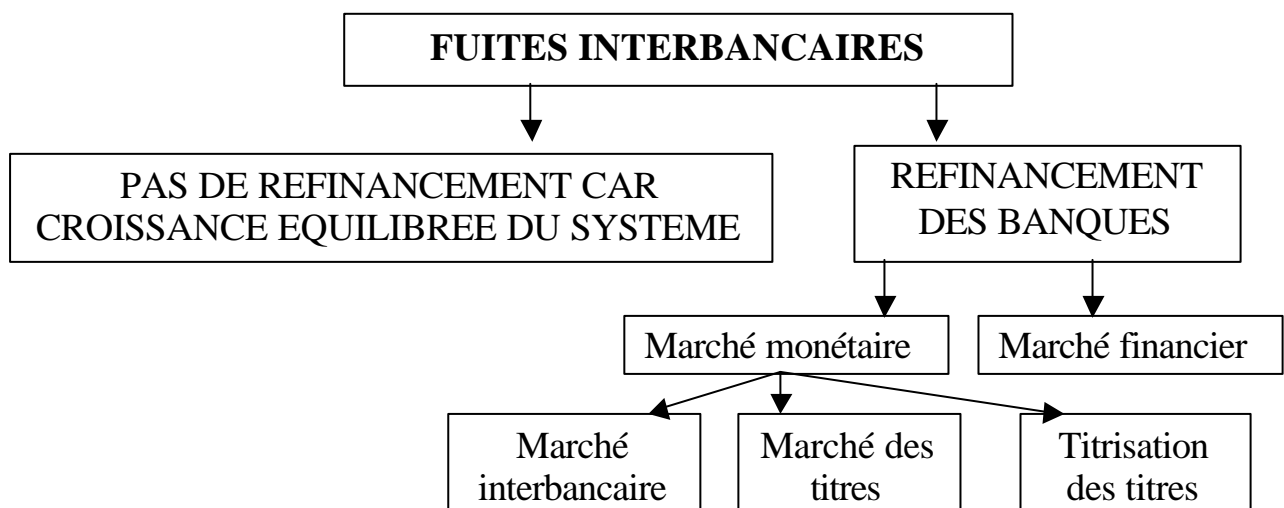 FUITES INTERBANCAIRES
PAS DE REFINANCEMENT CAR
CROISSANCE EQUILIBREE DU SYSTEME
REFINANCEMENT
DES BANQUES
Marché monétaire
Marché financier
Marché
interbancaire
Marché des
titres
Titrisation
des titres